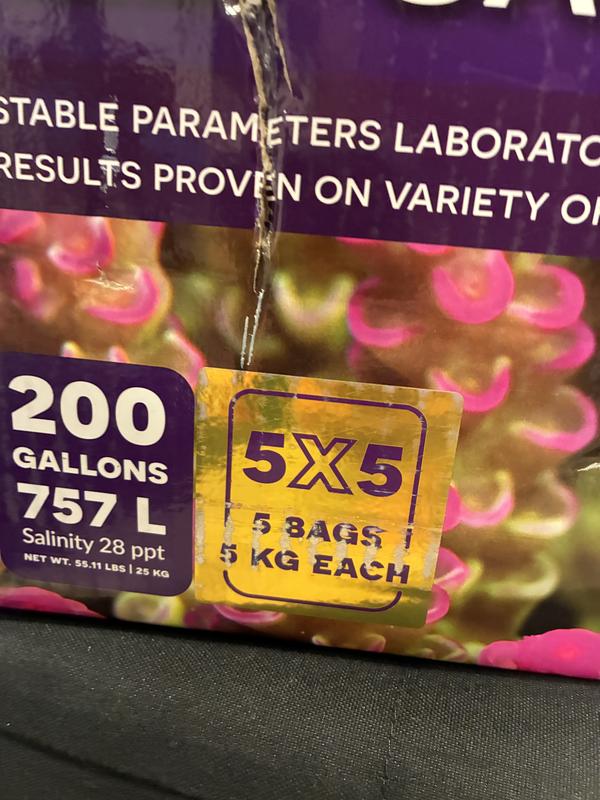 STABLE PARAMETERS LABORATO
RESULTS PROVEN ON VARIETY OF
200
GALLONS
757 L
Salinity 28 ppt
NET WT. 55.11 LBS | 25 KG
5X5
5 BAGS
5 KG EACH